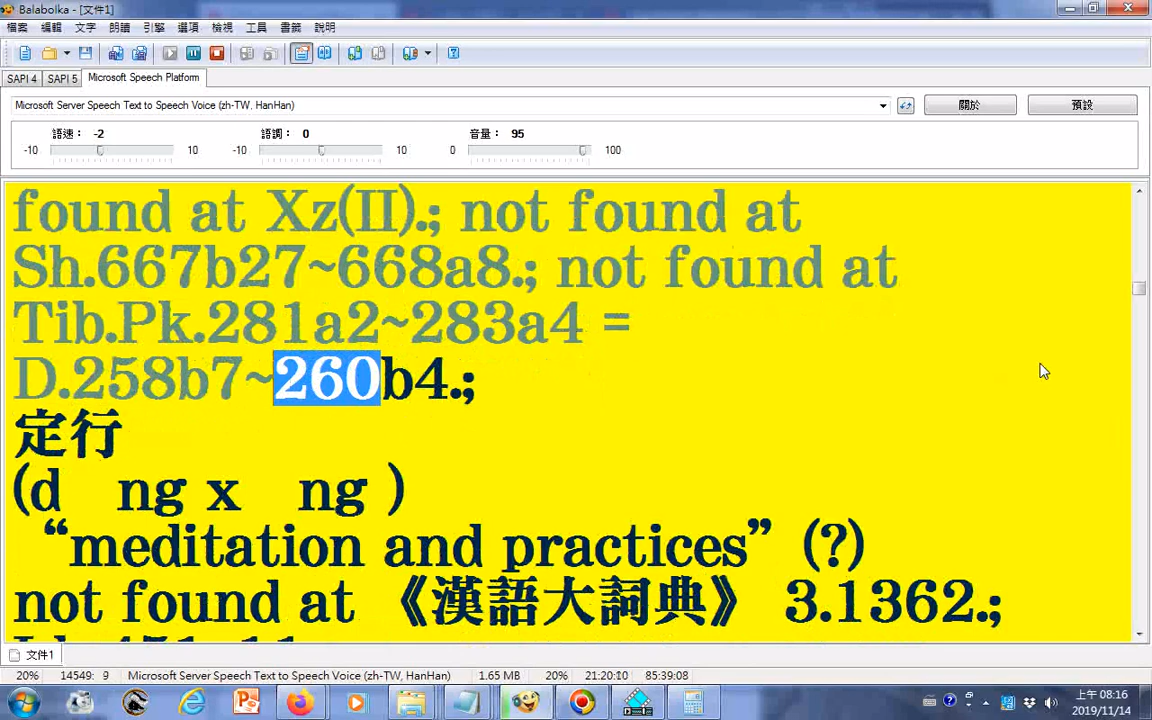 Balabolka - [文件1]
檔案 編輯 文字 朗讀 引擎 選項 檢視 工具 書籤 說明
SAPI 4 SAPI 5 Microsoft Speech Platform
Microsoft Server Speech Text to Speech Voice (zh-TW, HanHan) 關於 預設
語速： -2 語調： 0 音量： 95
-10 10 -10 10 0 100
found at Xz(II).; not found at
Sh.667b27~668a8.; not found at
Tib.Pk.281a2~283a4 =
D.258b7~260b4.;
定行
(d ng x ng )
“meditation and practices” (?)
not found at 《漢語大詞典》 3.1362.;
文件1
20% 14549: 9 Microsoft Server Speech Text to Speech Voice (zh-TW, HanHan) 1.65 MB 20% 21:20:10 85:39:08
上午 08:16
2019/11/14